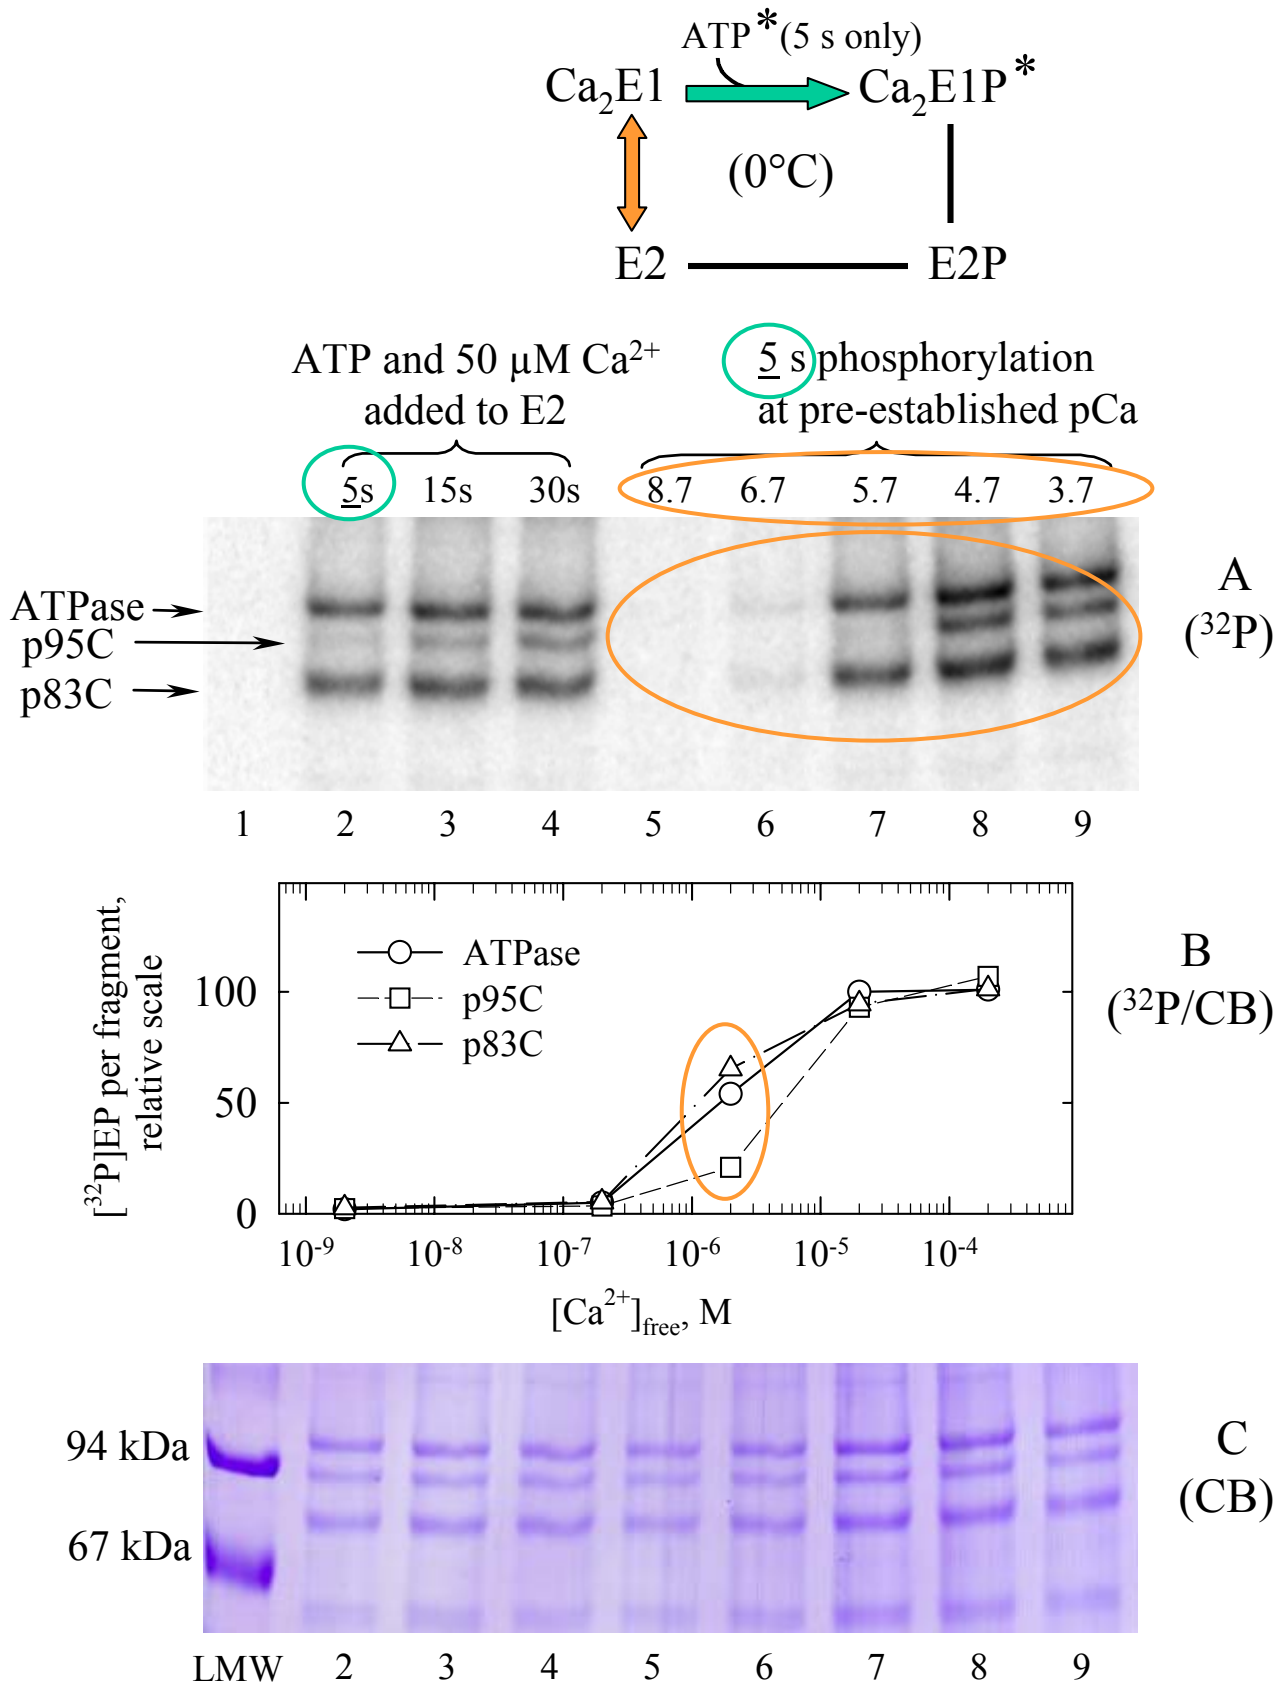 ATP*(5 s only)
Ca2E1 Ca2E1P*
(0°C)
E2 E2P
ATP and 50 µM Ca2+
added to E2
5 s phosphorylation
at pre-established pCa
5s 15s 30s 8.7 6.7 5.7 4.7 3.7
ATPase
p95C
p83C
A
(32P)
1 2 3 4 5 6 7 8 9
[32P]EP per fragment,
relative scale
100
50
0
ATPase
p95C
p83C
B
(32P/CB)
10-9 10-8 10-7 10-6 10-5 10-4
[Ca2+]free, M
94 kDa
67 kDa
C
(CB)
LMW 2 3 4 5 6 7 8 9